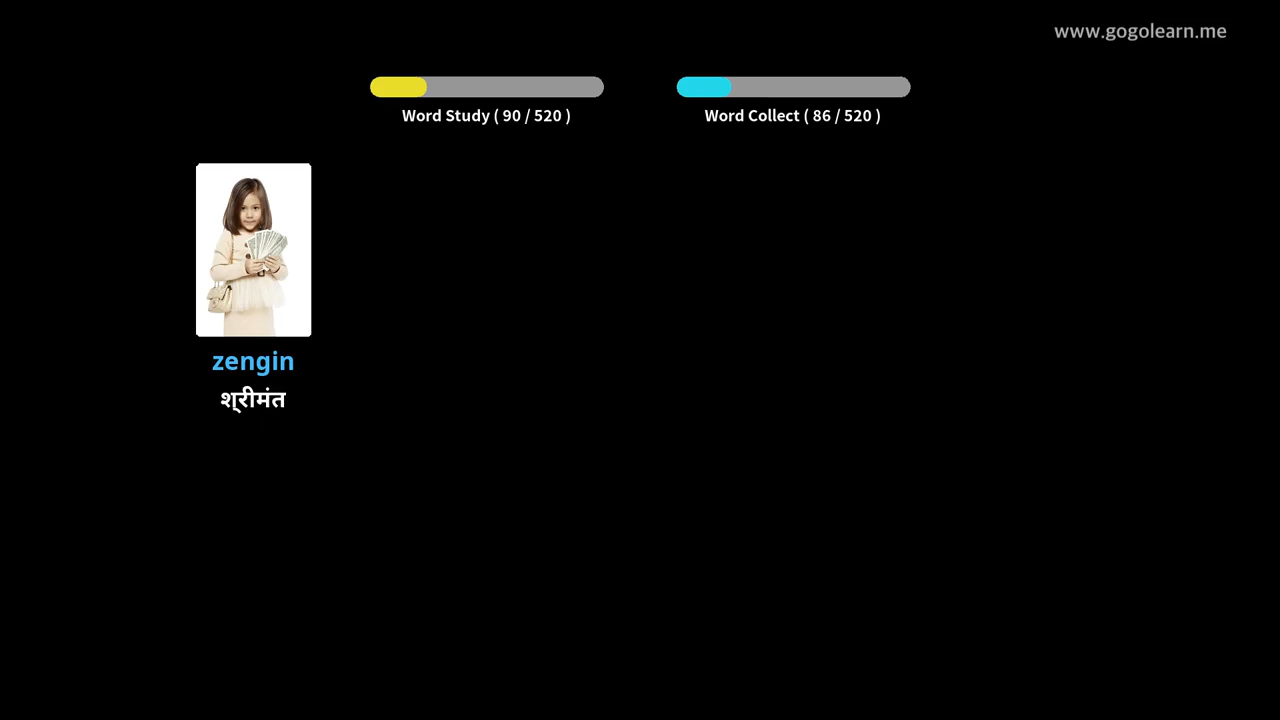 www.gogolearn.me
Word Study ( 90 / 520 )
Word Collect ( 86 / 520 )
zengin
श्रीमंत